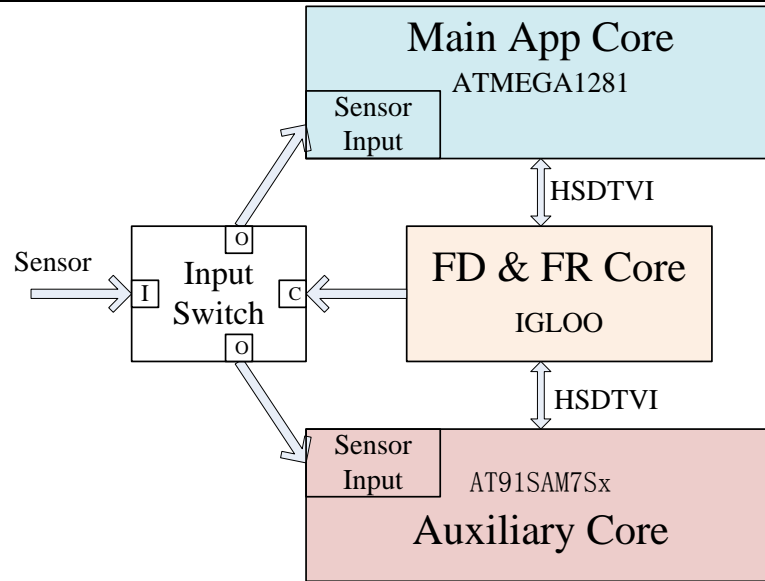 Main App Core
ATMEGA1281
Sensor
Input
HSDTVI
Sensor
I
O
Input
Switch
C
O
FD & FR Core
IGLOO
HSDTVI
Sensor
Input
AT91SAM7Sx
Auxiliary Core